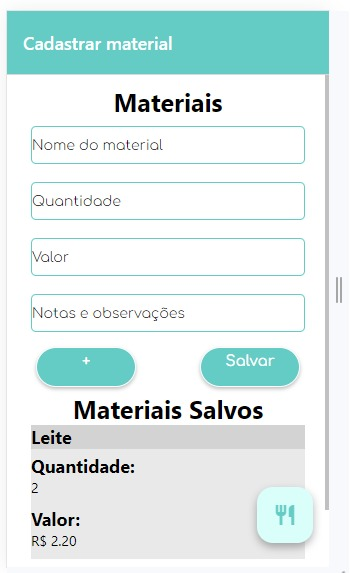 Cadastrar material
Materiais
Nome do material
Quantidade
Valor
Notas e observações
+ Salvar
Materiais Salvos
Leite
Quantidade:
2
Valor:
R$ 2.20